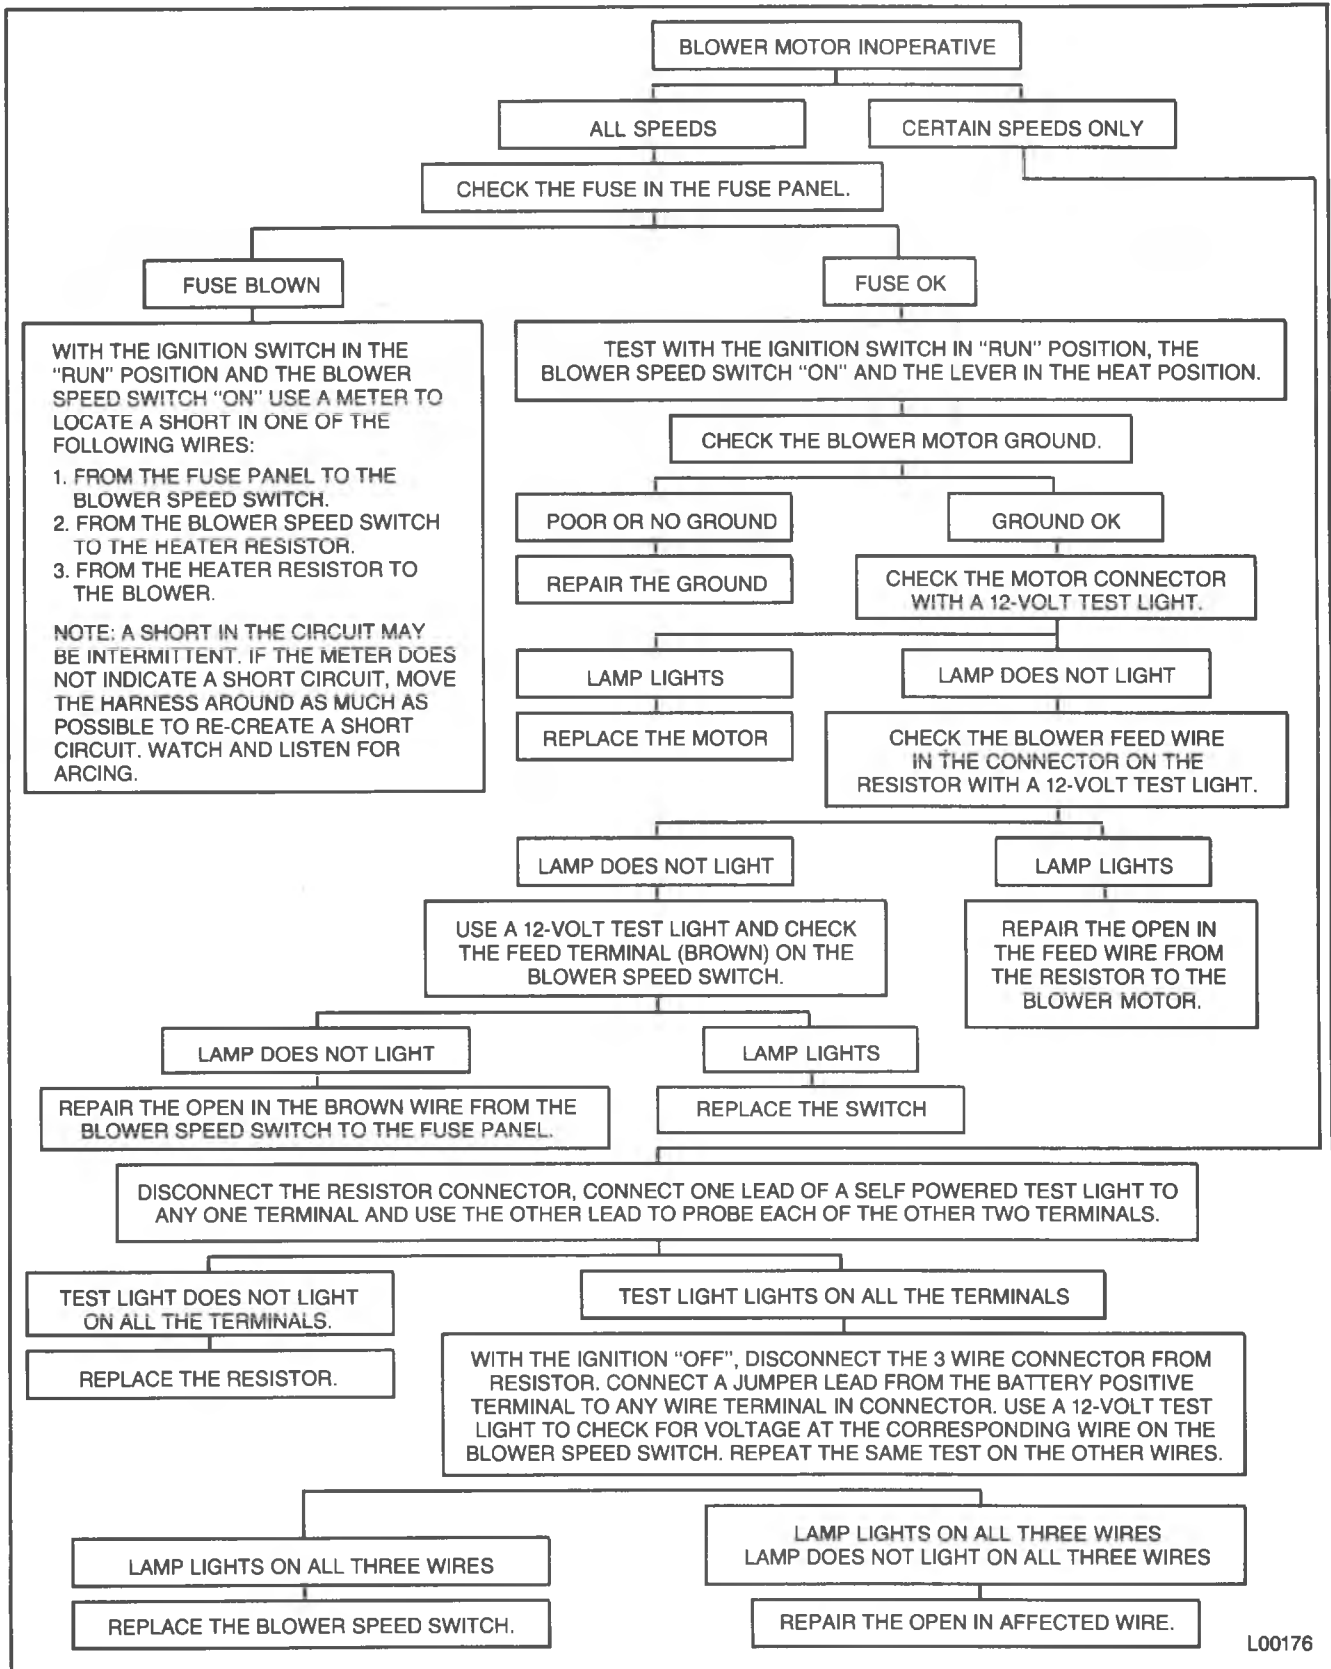 BLOWER MOTOR INOPERATIVE
ALL SPEEDS
CERTAIN SPEEDS ONLY
CHECK THE FUSE IN THE FUSE PANEL.
FUSE BLOWN
FUSE OK
WITH THE IGNITION SWITCH IN THE
"RUN" POSITION AND THE BLOWER
SPEED SWITCH "ON" USE A METER TO
LOCATE A SHORT IN ONE OF THE
FOLLOWING WIRES:
1. FROM THE FUSE PANEL TO THE
BLOWER SPEED SWITCH.
2. FROM THE BLOWER SPEED SWITCH
TO THE HEATER RESISTOR.
3. FROM THE HEATER RESISTOR TO
THE BLOWER.
NOTE: A SHORT IN THE CIRCUIT MAY
BE INTERMITTENT. IF THE METER DOES
NOT INDICATE A SHORT CIRCUIT, MOVE
THE HARNESS AROUND AS MUCH AS
POSSIBLE TO RE-CREATE A SHORT
CIRCUIT. WATCH AND LISTEN FOR
ARCING.
TEST WITH THE IGNITION SWITCH IN "RUN" POSITION, THE
BLOWER SPEED SWITCH "ON" AND THE LEVER IN THE HEAT POSITION.
CHECK THE BLOWER MOTOR GROUND.
POOR OR NO GROUND
GROUND OK
REPAIR THE GROUND
CHECK THE MOTOR CONNECTOR
WITH A 12-VOLT TEST LIGHT.
LAMP LIGHTS
LAMP DOES NOT LIGHT
REPLACE THE MOTOR
CHECK THE BLOWER FEED WIRE
IN THE CONNECTOR ON THE
RESISTOR WITH A 12-VOLT TEST LIGHT.
LAMP DOES NOT LIGHT
LAMP LIGHTS
USE A 12-VOLT TEST LIGHT AND CHECK
THE FEED TERMINAL (BROWN) ON THE
BLOWER SPEED SWITCH.
REPAIR THE OPEN IN
THE FEED WIRE FROM
THE RESISTOR TO THE
BLOWER MOTOR.
LAMP DOES NOT LIGHT
LAMP LIGHTS
REPAIR THE OPEN IN THE BROWN WIRE FROM THE
BLOWER SPEED SWITCH TO THE FUSE PANEL.
REPLACE THE SWITCH
DISCONNECT THE RESISTOR CONNECTOR, CONNECT ONE LEAD OF A SELF POWERED TEST LIGHT TO
ANY ONE TERMINAL AND USE THE OTHER LEAD TO PROBE EACH OF THE OTHER TWO TERMINALS.
TEST LIGHT DOES NOT LIGHT
ON ALL THE TERMINALS.
TEST LIGHT LIGHTS ON ALL THE TERMINALS
REPLACE THE RESISTOR.
WITH THE IGNITION "OFF", DISCONNECT THE 3 WIRE CONNECTOR FROM
RESISTOR. CONNECT A JUMPER LEAD FROM THE BATTERY POSITIVE
TERMINAL TO ANY WIRE TERMINAL IN CONNECTOR. USE A 12-VOLT TEST
LIGHT TO CHECK FOR VOLTAGE AT THE CORRESPONDING WIRE ON THE
BLOWER SPEED SWITCH. REPEAT THE SAME TEST ON THE OTHER WIRES.
LAMP LIGHTS ON ALL THREE WIRES
LAMP LIGHTS ON ALL THREE WIRES
LAMP DOES NOT LIGHT ON ALL THREE WIRES
REPLACE THE BLOWER SPEED SWITCH.
REPAIR THE OPEN IN AFFECTED WIRE.
L00176